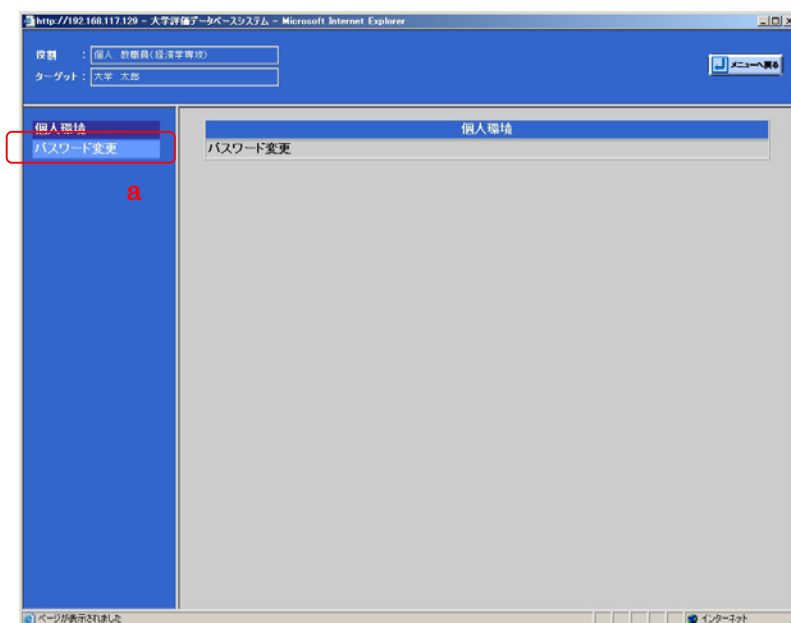 http://192.168.117.129 - 大学評価データベースシステム - Microsoft Internet Explorer
役割 : 個人 教職員(経済学専攻)
ターゲット : 大学 太郎
メニューへ戻る
個人環境
パスワード変更
a
個人環境
パスワード変更
ページが表示されました
インターネット